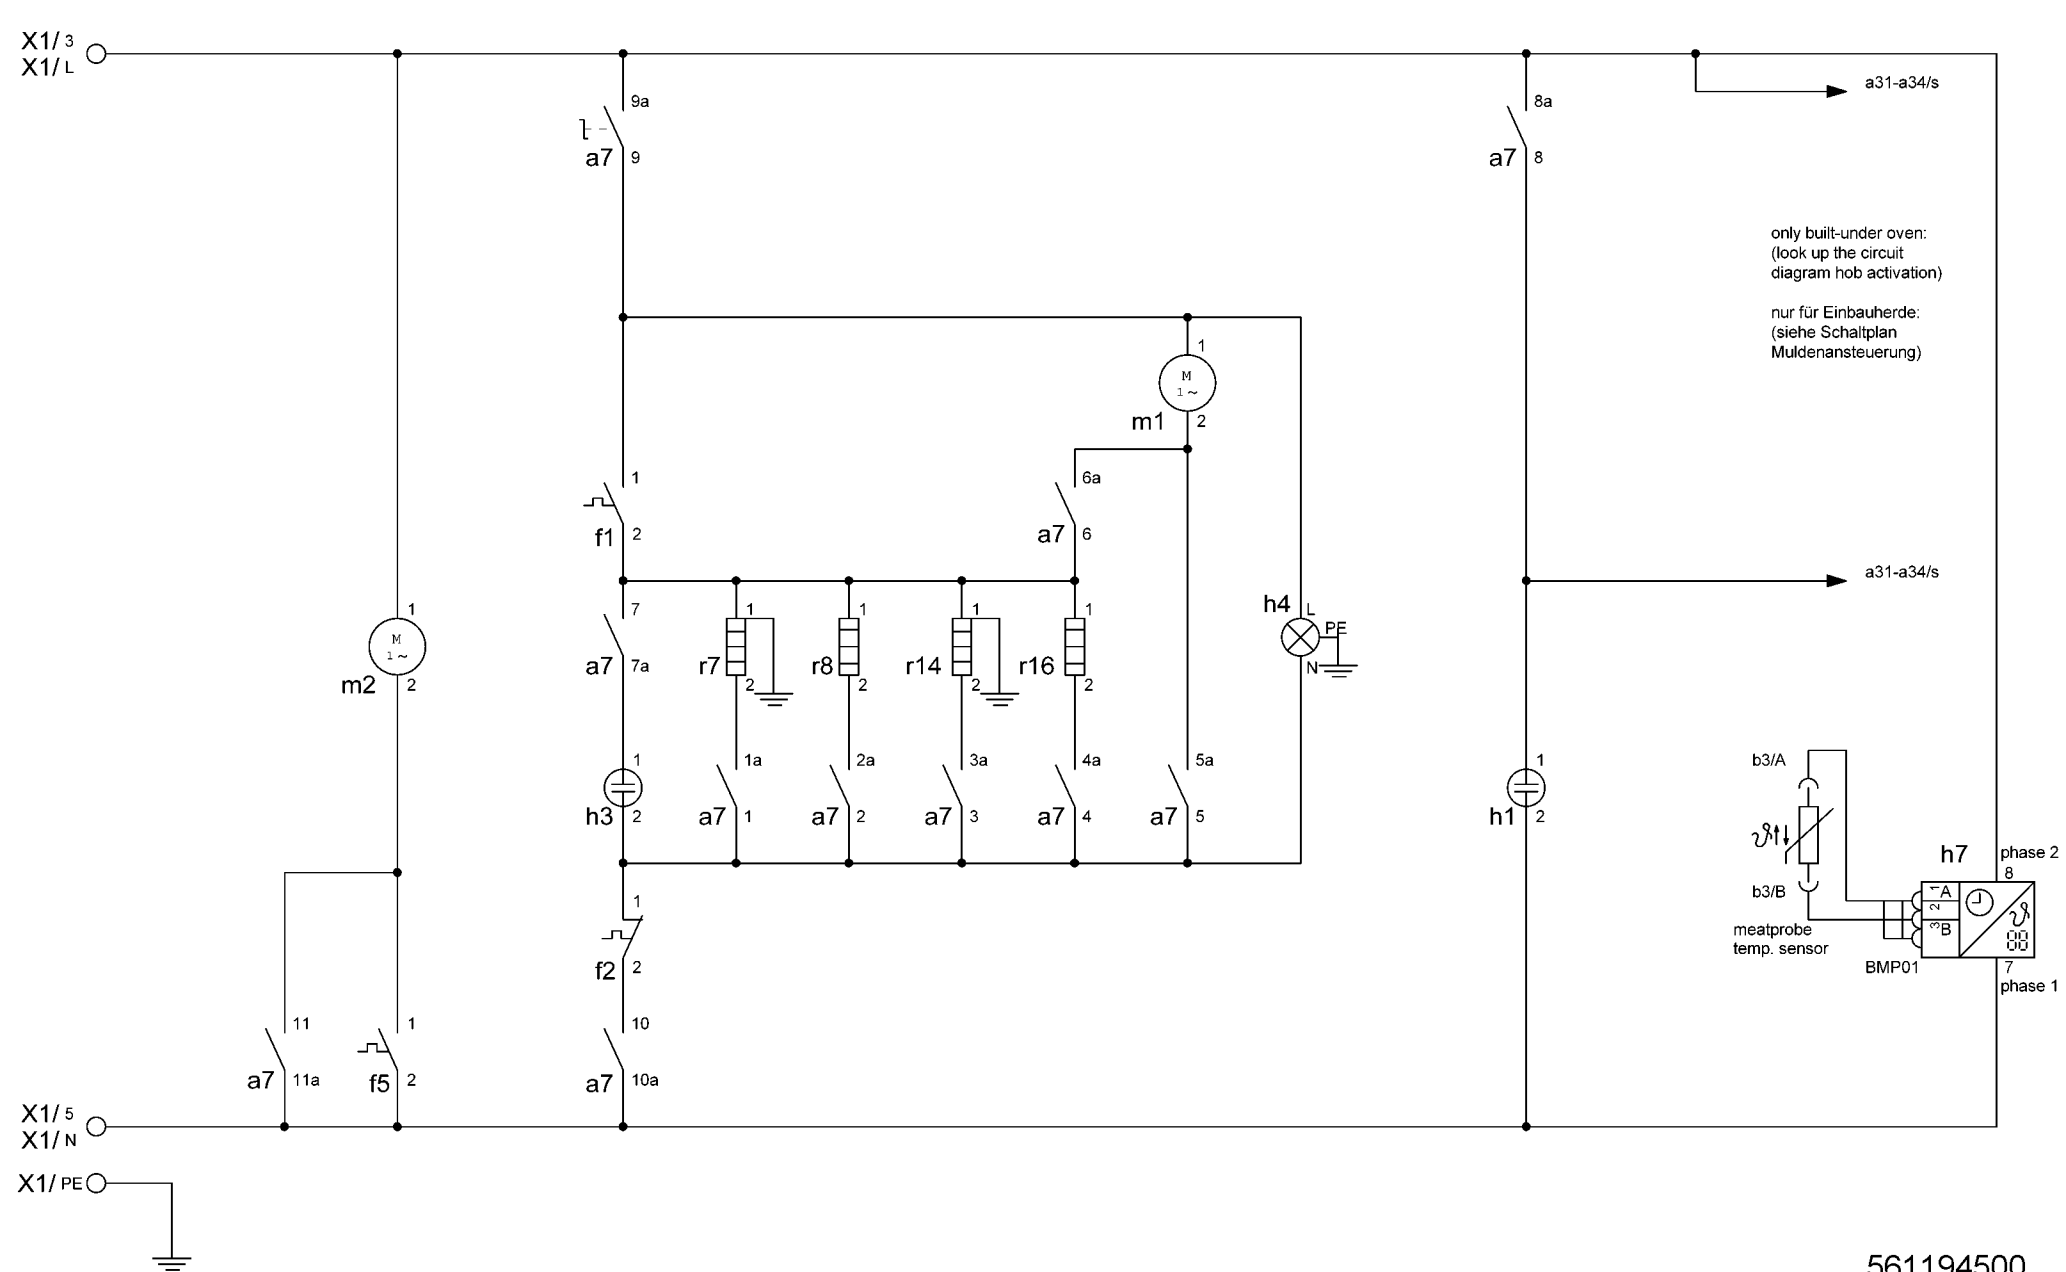 X1/ 3
X1/ L
a31-a34/s
9a
a7 9
8a
a7 8
only built-under oven:
(look up the circuit
diagram hob activation)
nur für Einbauherde:
(siehe Schaltplan
Muldenansteuerung)
1
M
1~
m1 2
1
f1 2
6a
a7 6
a31-a34/s
1
M
1~
m2 2
7
a7 7a
1
r7 2
1
r8 2
1
r14 2
1
r16 2
h4 L
PE
N
1
h3 2
1a
a7 1
2a
a7 2
3a
a7 3
4a
a7 4
5a
a7 5
1
h1 2
b3/A
b3/B
meatprobe
temp. sensor
h7 phase 2
8
1 A
2
3 B
BMP01 7
phase 1
1
f2 2
11
a7 11a
1
f5 2
10
a7 10a
X1/ 5
X1/ N
X1/ PE
561194500